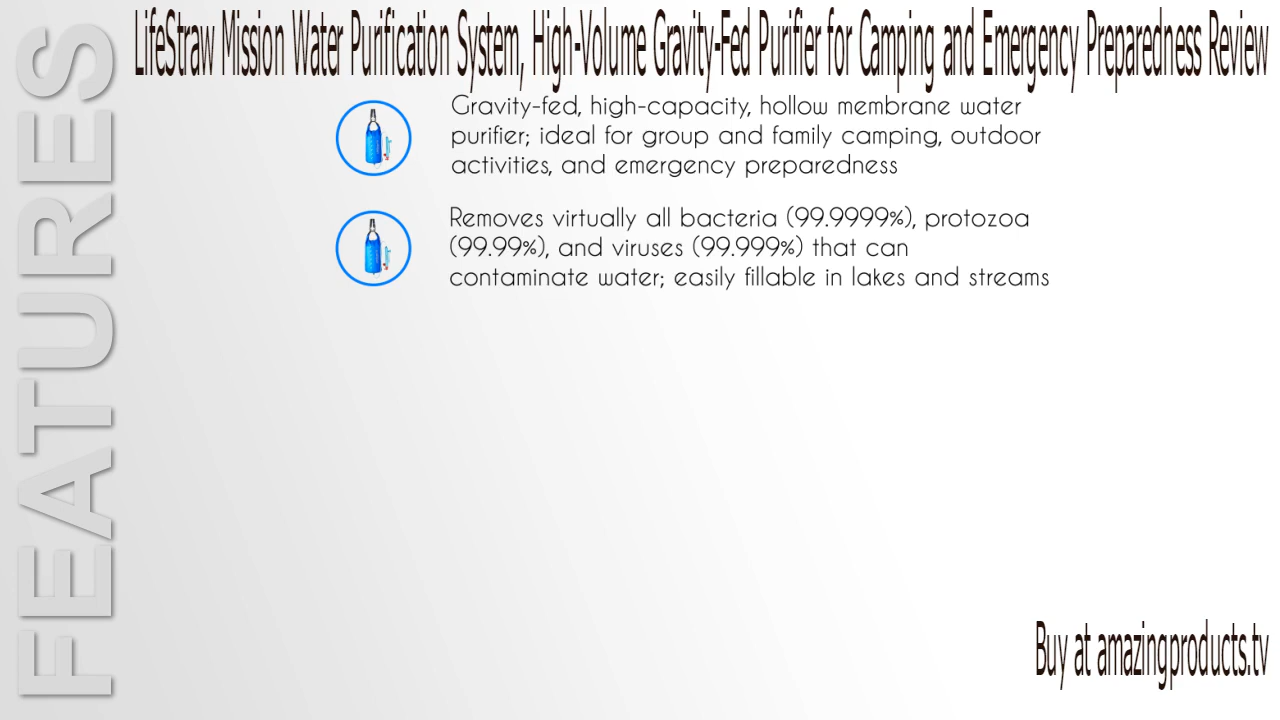 FEATURES
LifeStraw Mission Water Purification System, High-Volume Gravity-Fed Purifier for Camping and Emergency Preparedness Review
Gravity-fed, high-capacity, hollow membrane water
purifier; ideal for group and family camping, outdoor
activities, and emergency preparedness
Removes virtually all bacteria (99.9999%), protozoa
(99.99%), and viruses (99.999%) that can
contaminate water; easily fillable in lakes and streams
Buy at amazingproducts.tv